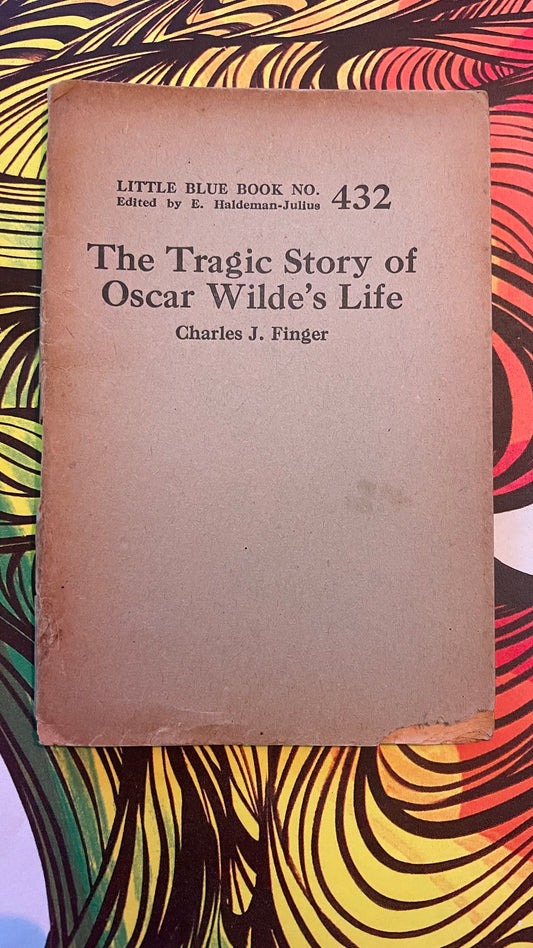 LITTLE BLUE BOOK NO. 432
Edited by E. Haldeman-Julius
The Tragic Story of
Oscar Wilde's Life
Charles J. Finger